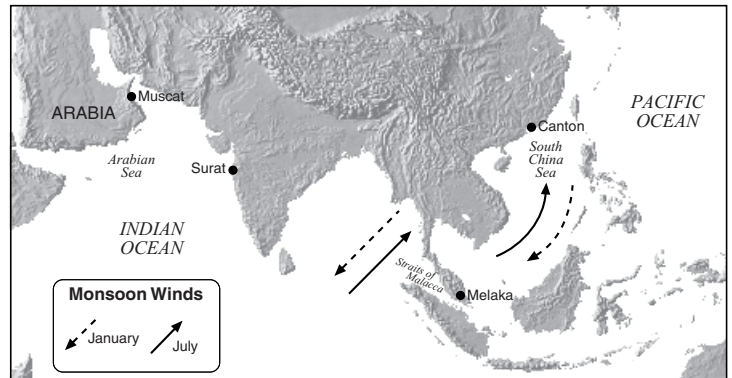 PACIFIC
OCEAN
Muscat
ARABIA
Canton
South
China
Sea
Arabian
Sea
Surat
INDIAN
OCEAN
Straits of
Malacca
Melaka
Monsoon Winds
January
July